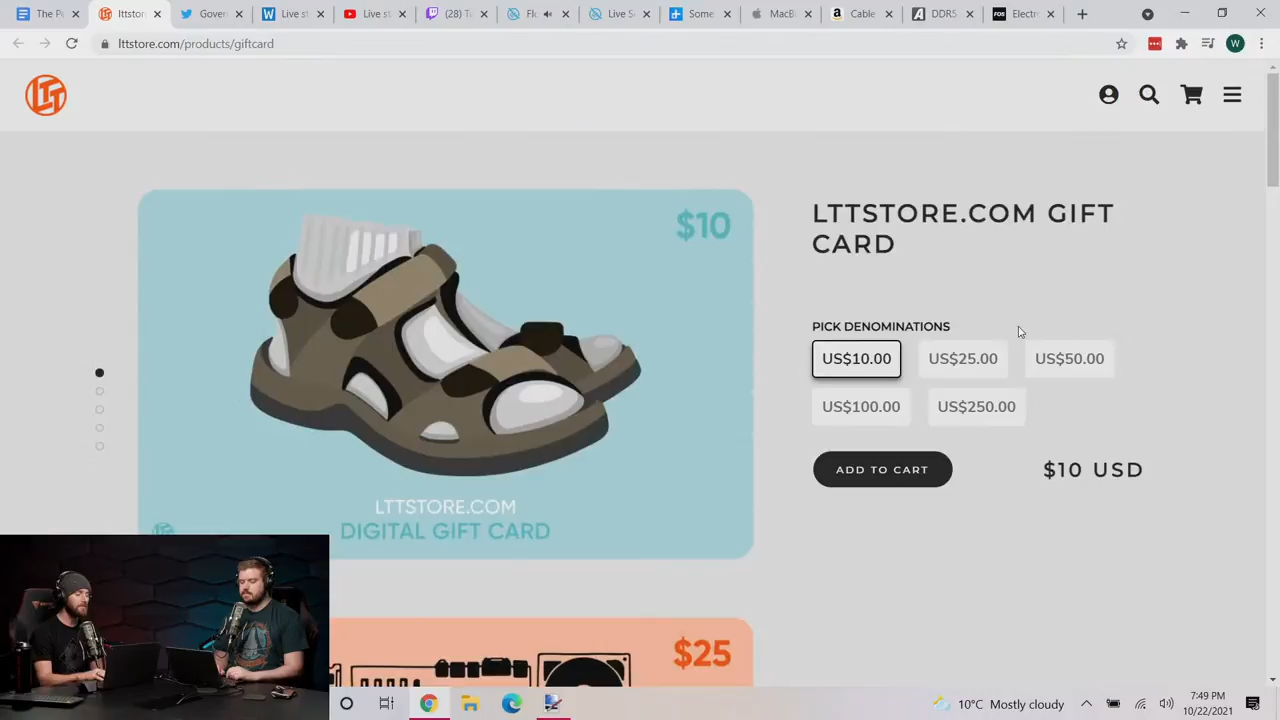 The P
lttstore
Gover
Live st
Live st
(28) T
Fl
Live S
Some
MacB
Cable
DDR5
FOS
Electr
lttstore.com/products/giftcard
W
LTT
$10
LTTSTORE.COM GIFT
CARD
PICK DENOMINATIONS
US$10.00
US$25.00
US$50.00
US$100.00
US$250.00
ADD TO CART
$10 USD
LTTSTORE.COM
DIGITAL GIFT CARD
$25
10°C Mostly cloudy
7:49 PM
10/22/2021